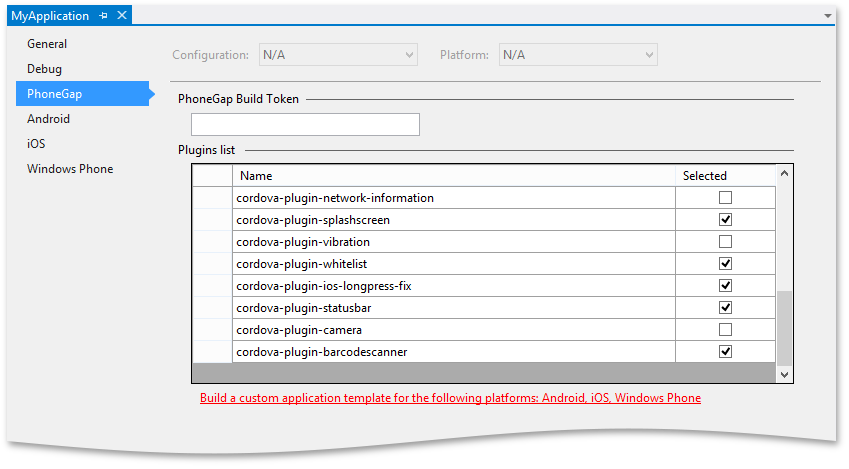 MyApplication
General
Debug
PhoneGap
Android
iOS
Windows Phone
Configuration: N/A Platform: N/A
PhoneGap Build Token
Plugins list
Name Selected
cordova-plugin-network-information
cordova-plugin-splashscreen
cordova-plugin-vibration
cordova-plugin-whitelist
cordova-plugin-ios-longpress-fix
cordova-plugin-statusbar
cordova-plugin-camera
cordova-plugin-barcodescanner
Build a custom application template for the following platforms: Android, iOS, Windows Phone